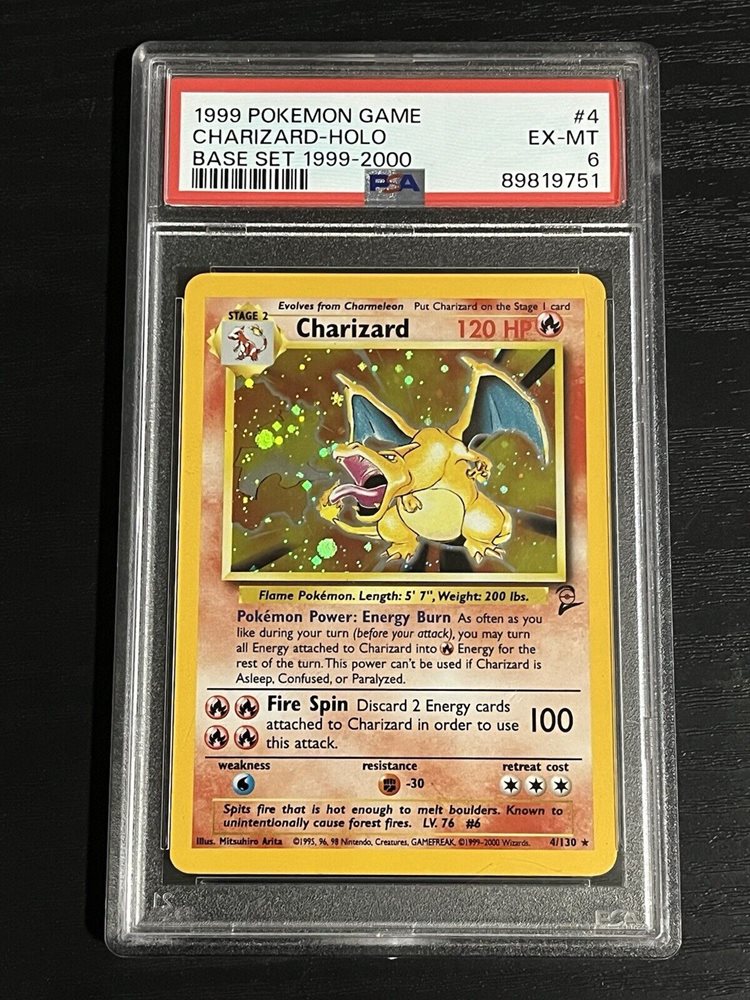 1999 POKEMON GAME #4
CHARIZARD-HOLO EX-MT
BASE SET 1999-2000 6
PSA 89819751
Evolves from Charmeleon Put Charizard on the Stage 1 card
STAGE 2
Charizard 120 HP
Flame Pokémon. Length: 5' 7", Weight: 200 lbs.
Pokémon Power: Energy Burn As often as you
like during your turn (before your attack), you may turn
all Energy attached to Charizard into Energy for the
rest of the turn. This power can't be used if Charizard is
Asleep, Confused, or Paralyzed.
Fire Spin Discard 2 Energy cards
attached to Charizard in order to use 100
this attack.
weakness resistance retreat cost
-30
Spits fire that is hot enough to melt boulders. Known to
unintentionally cause forest fires. LV. 76 #6
Illus. Mitsuhiro Arita ©1995, 96, 98 Nintendo, Creatures, GAMEFREAK. ©1999-2000 Wizards. 4/130 ★
PSA